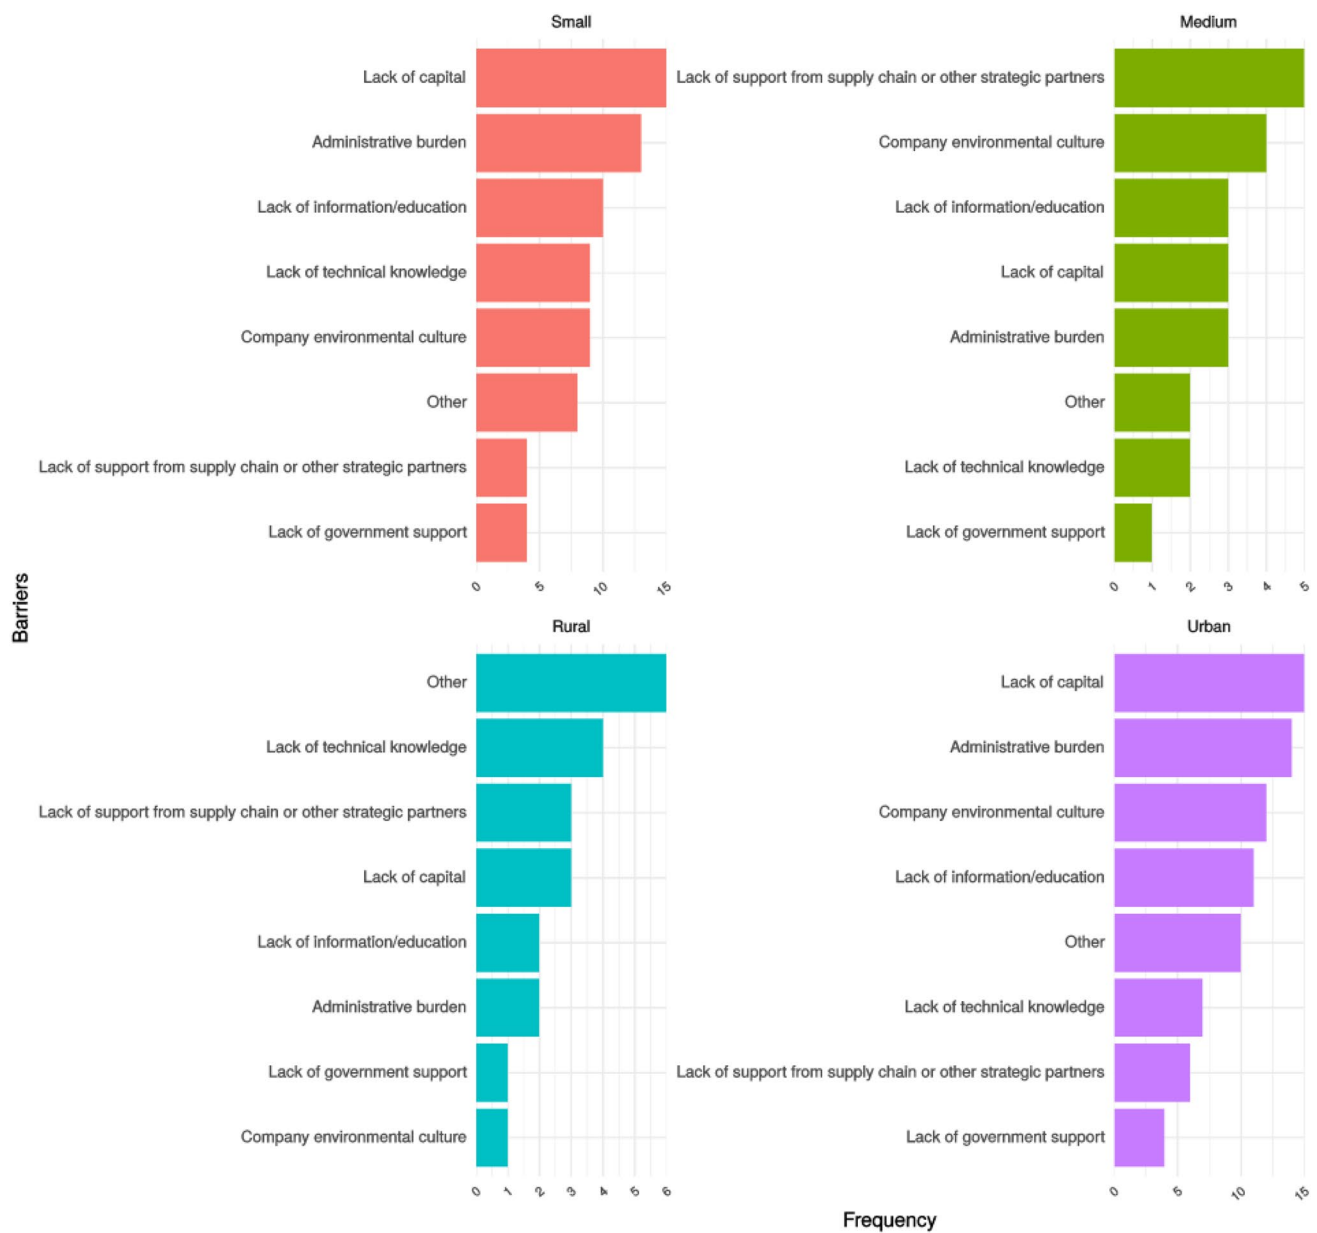 Small
Lack of capital
Administrative burden
Lack of information/education
Lack of technical knowledge
Company environmental culture
Other
Lack of support from supply chain or other strategic partners
Lack of government support
0 5 10 15
Medium
Lack of support from supply chain or other strategic partners
Company environmental culture
Lack of information/education
Lack of capital
Administrative burden
Other
Lack of technical knowledge
Lack of government support
0 1 2 3 4 5
Barriers
Rural
Other
Lack of technical knowledge
Lack of support from supply chain or other strategic partners
Lack of capital
Lack of information/education
Administrative burden
Lack of government support
Company environmental culture
0 1 2 3 4 5 6
Urban
Lack of capital
Administrative burden
Company environmental culture
Lack of information/education
Other
Lack of technical knowledge
Lack of support from supply chain or other strategic partners
Lack of government support
0 5 10 15
Frequency